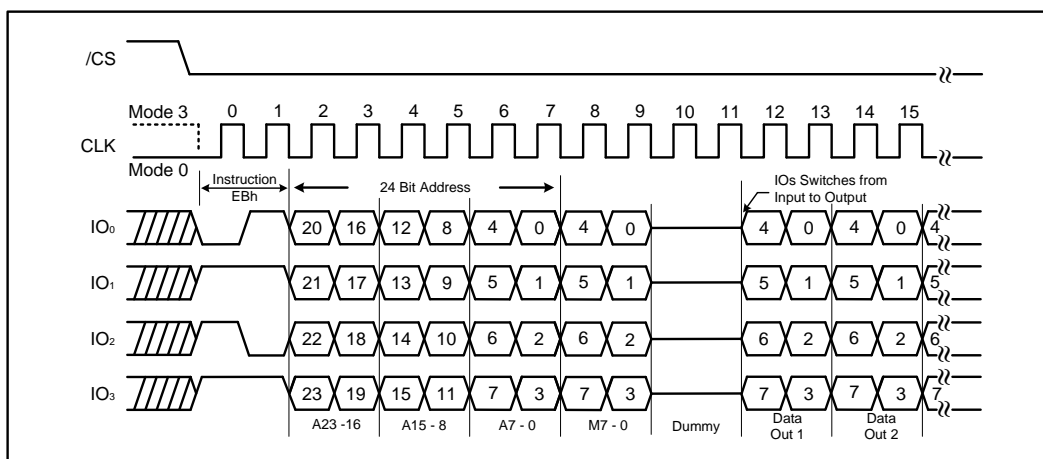 /CS
Mode 3 0 1 2 3 4 5 6 7 8 9 10 11 12 13 14 15
CLK
Mode 0
Instruction
EBh
24 Bit Address
IOs Switches from
Input to Output
IO₀ 20 16 12 8 4 0 4 0 4 0 4 0 4
IO₁ 21 17 13 9 5 1 5 1 5 1 5 1 5
IO₂ 22 18 14 10 6 2 6 2 6 2 6 2 6
IO₃ 23 19 15 11 7 3 7 3 7 3 7 3 7
A23 -16 A15 - 8 A7 - 0 M7 - 0 Dummy
Data
Out 1
Data
Out 2